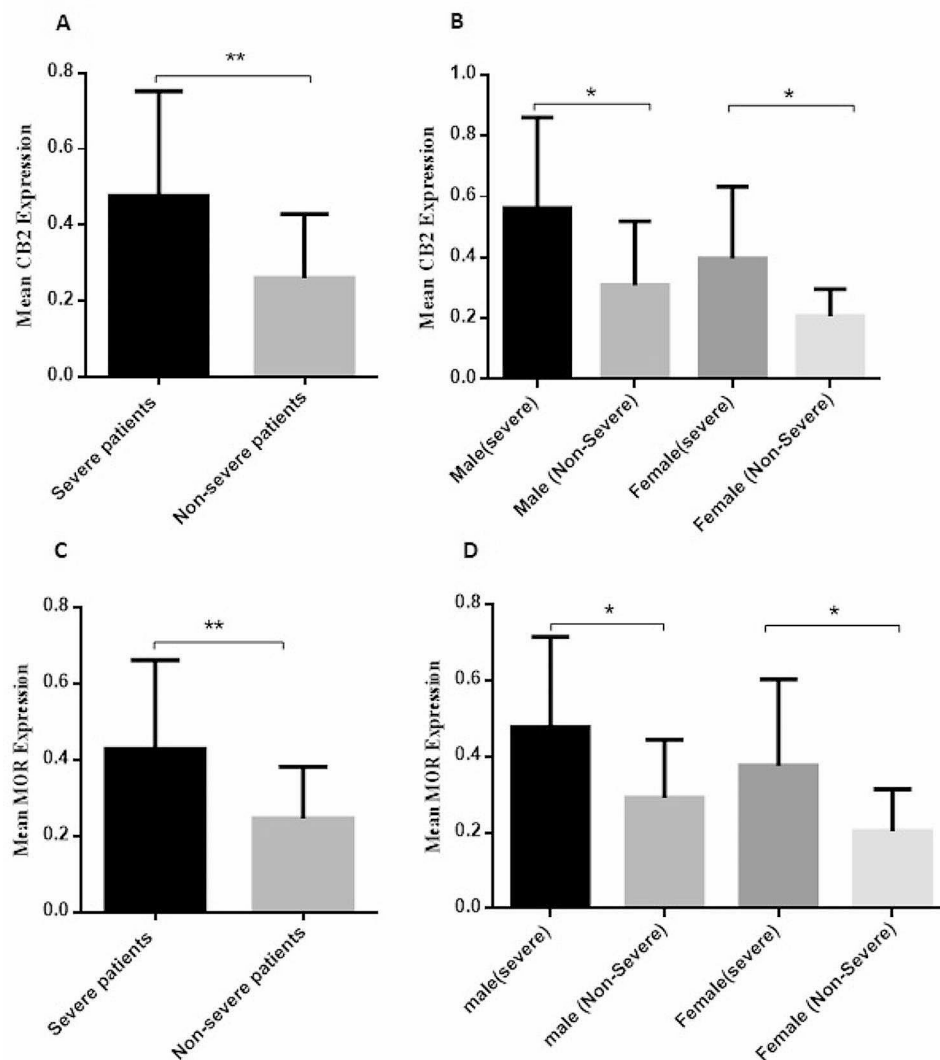 A
Mean CB2 Expression
0.8
0.6
0.4
0.2
0.0
**
Severe patients
Non-severe patients
B
Mean CB2 Expression
1.0
0.8
0.6
0.4
0.2
0.0
*
*
Male(severe)
Male (Non-Severe)
Female(severe)
Female (Non-Severe)
C
Mean MOR Expression
0.8
0.6
0.4
0.2
0.0
**
Severe patients
Non-severe patients
D
Mean MOR Expression
0.8
0.6
0.4
0.2
0.0
*
*
male(severe)
male (Non-Severe)
Female(severe)
Female (Non-Severe)